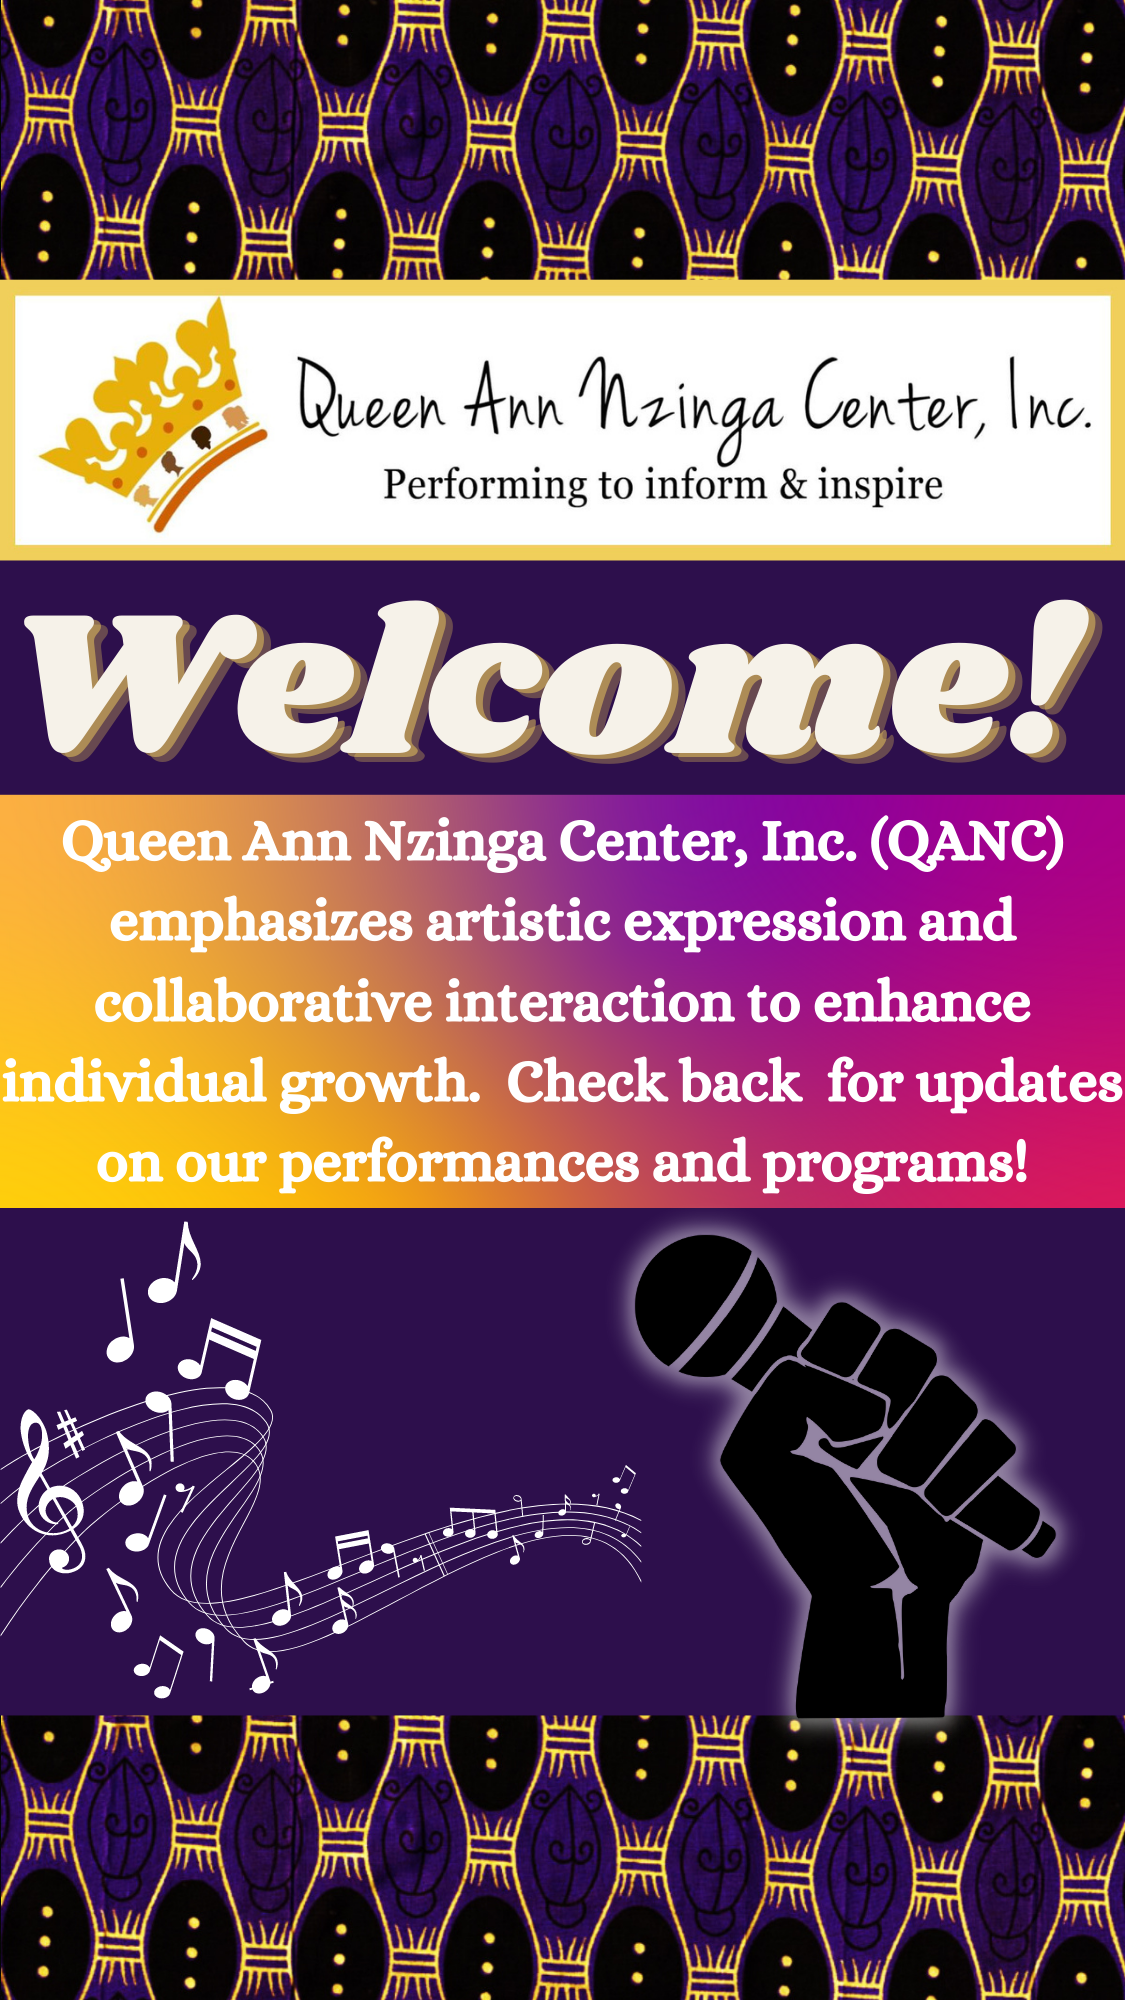 Queen Ann Nzinga Center, Inc.
Performing to inform & inspire
Welcome!
Queen Ann Nzinga Center, Inc. (QANC)
emphasizes artistic expression and
collaborative interaction to enhance
individual growth.  Check back  for updates
on our performances and programs!